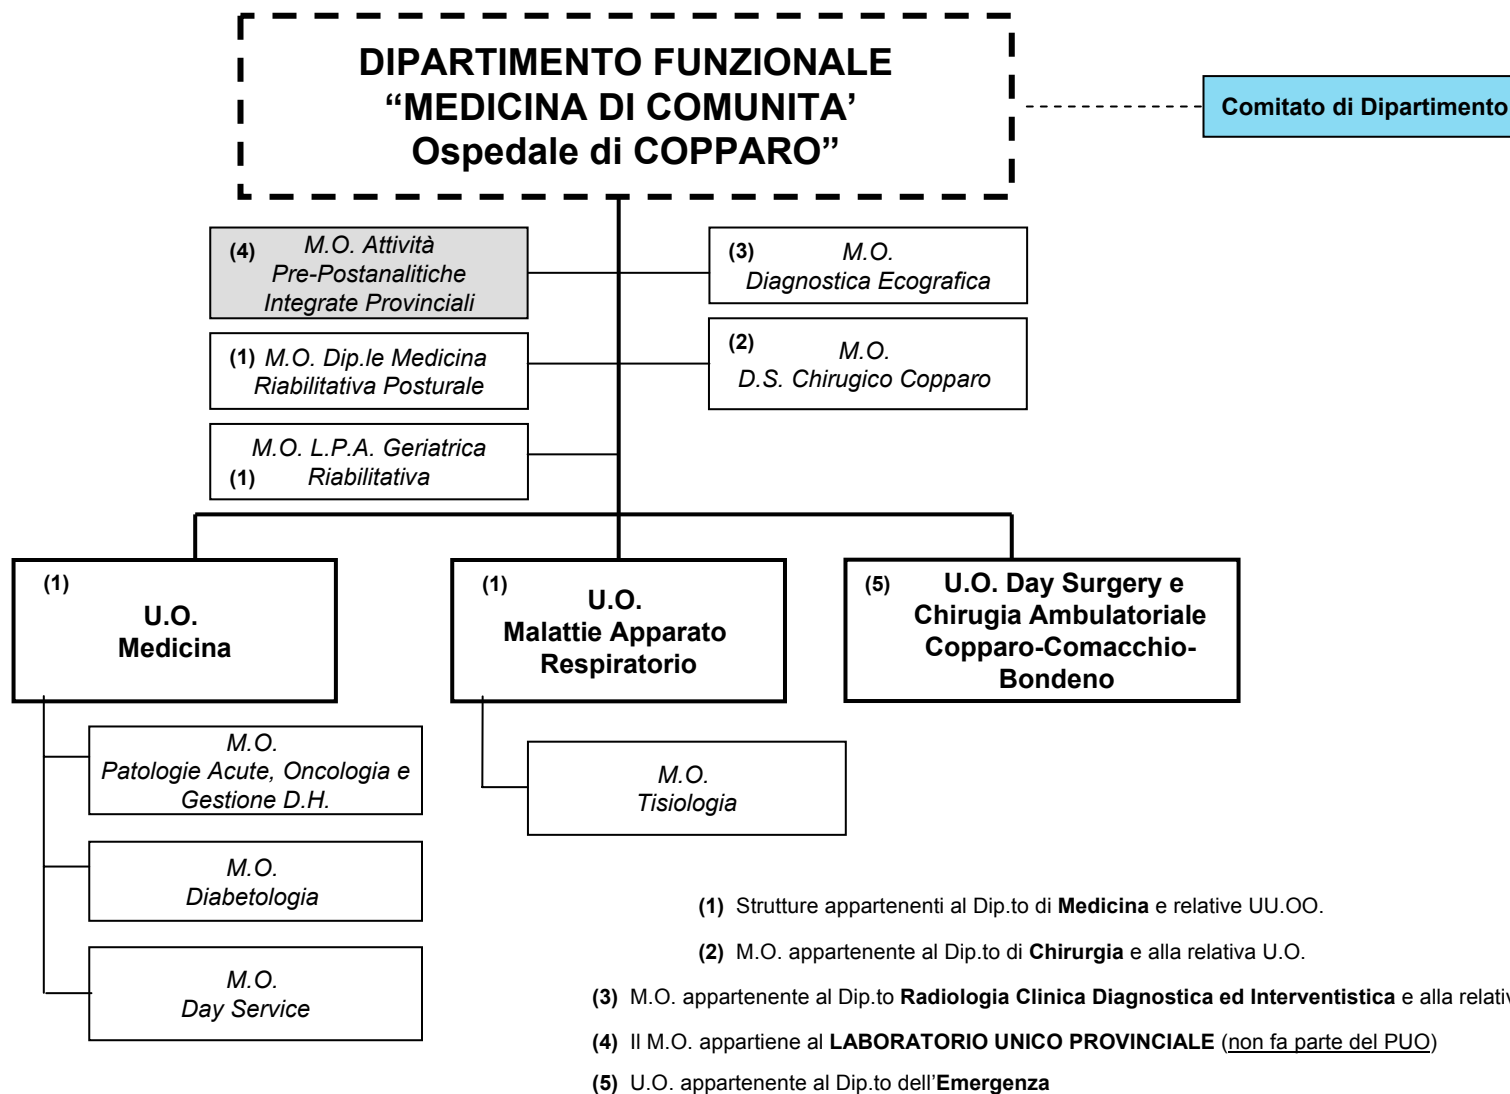 DIPARTIMENTO FUNZIONALE
“MEDICINA DI COMUNITA’
Ospedale di COPPARO”
Comitato di Dipartimento
(4) M.O. Attività
Pre-Postanalitiche
Integrate Provinciali
(3) M.O.
Diagnostica Ecografica
(1) M.O. Dip.le Medicina
Riabilitativa Posturale
(2) M.O.
D.S. Chirugico Copparo
M.O. L.P.A. Geriatrica
(1) Riabilitativa
(1)
U.O.
Medicina
(1)
U.O.
Malattie Apparato
Respiratorio
(5) U.O. Day Surgery e
Chirugia Ambulatoriale
Copparo-Comacchio-
Bondeno
M.O.
Patologie Acute, Oncologia e
Gestione D.H.
M.O.
Tisiologia
M.O.
Diabetologia
M.O.
Day Service
(1) Strutture appartenenti al Dip.to di Medicina e relative UU.OO.
(2) M.O. appartenente al Dip.to di Chirurgia e alla relativa U.O.
(3) M.O. appartenente al Dip.to Radiologia Clinica Diagnostica ed Interventistica e alla relativ
(4) Il M.O. appartiene al LABORATORIO UNICO PROVINCIALE (non fa parte del PUO)
(5) U.O. appartenente al Dip.to dell’Emergenza